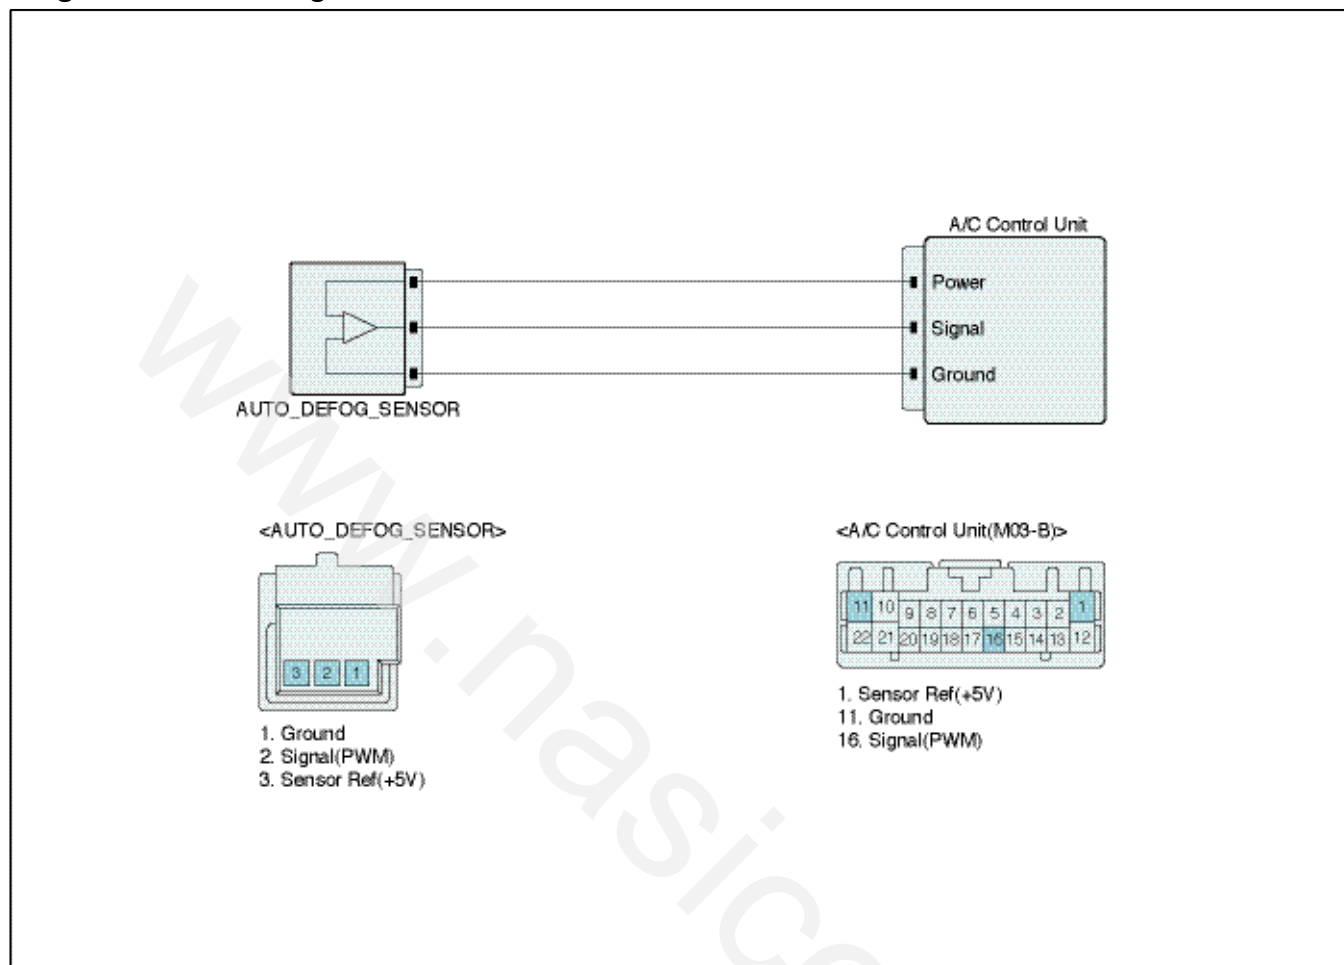 A/C Control Unit
Power
Signal
Ground
AUTO_DEFOG_SENSOR
<AUTO_DEFOG_SENSOR>
3 2 1
1. Ground
2. Signal(PWM)
3. Sensor Ref(+5V)
<A/C Control Unit(M03-B)>
11 10 9 8 7 6 5 4 3 2 1
22 21 20 19 18 17 16 15 14 13 12
1. Sensor Ref(+5V)
11. Ground
16. Signal(PWM)
www.nasicc